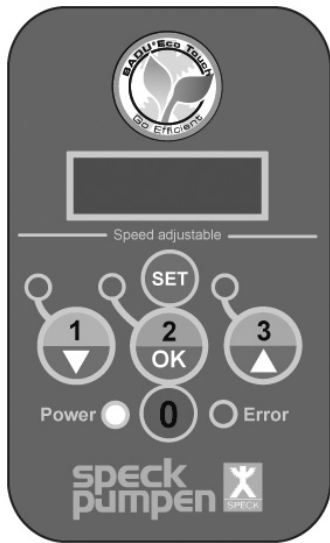 BADU®Eco Touch
Go Efficient
Speed adjustable
SET
1 2 3
OK
Power 0 Error
speck
pumpen
SPECK